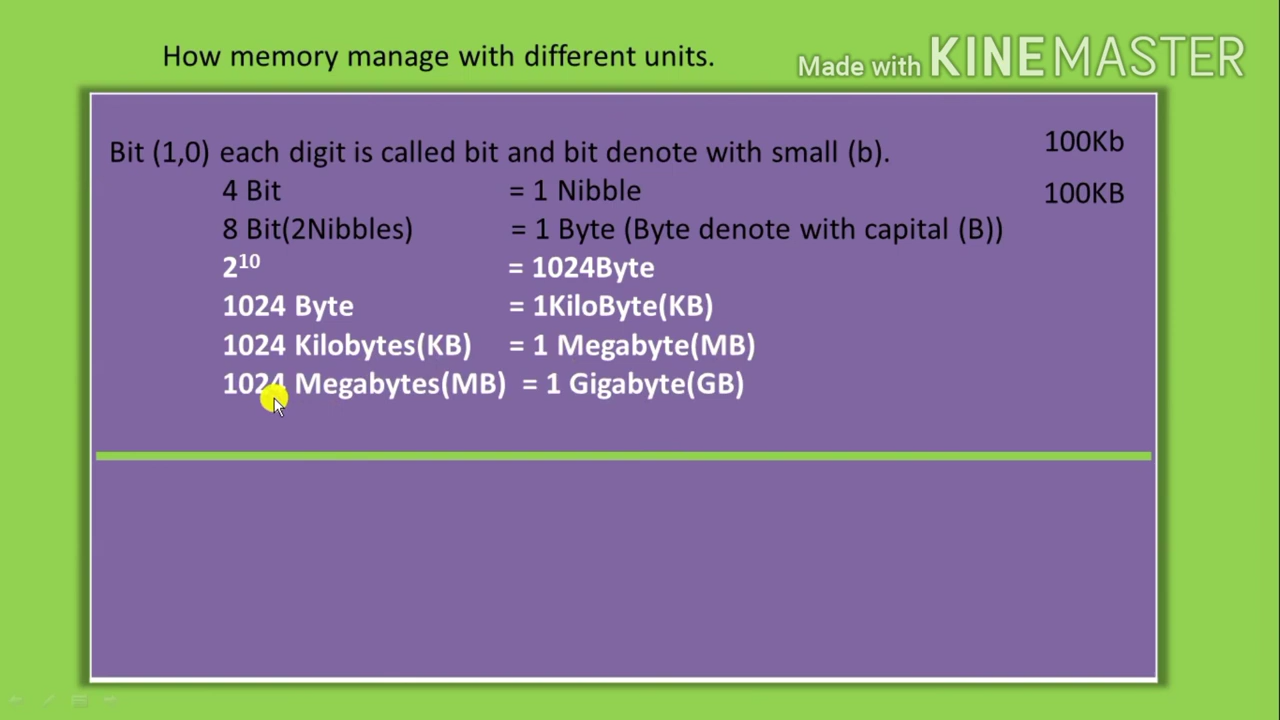 How memory manage with different units.
Made with KINEMASTER
Bit (1,0) each digit is called bit and bit denote with small (b).
100Kb
4 Bit = 1 Nibble
100KB
8 Bit(2Nibbles) = 1 Byte (Byte denote with capital (B))
2¹⁰ = 1024Byte
1024 Byte = 1KiloByte(KB)
1024 Kilobytes(KB) = 1 Megabyte(MB)
1024 Megabytes(MB) = 1 Gigabyte(GB)